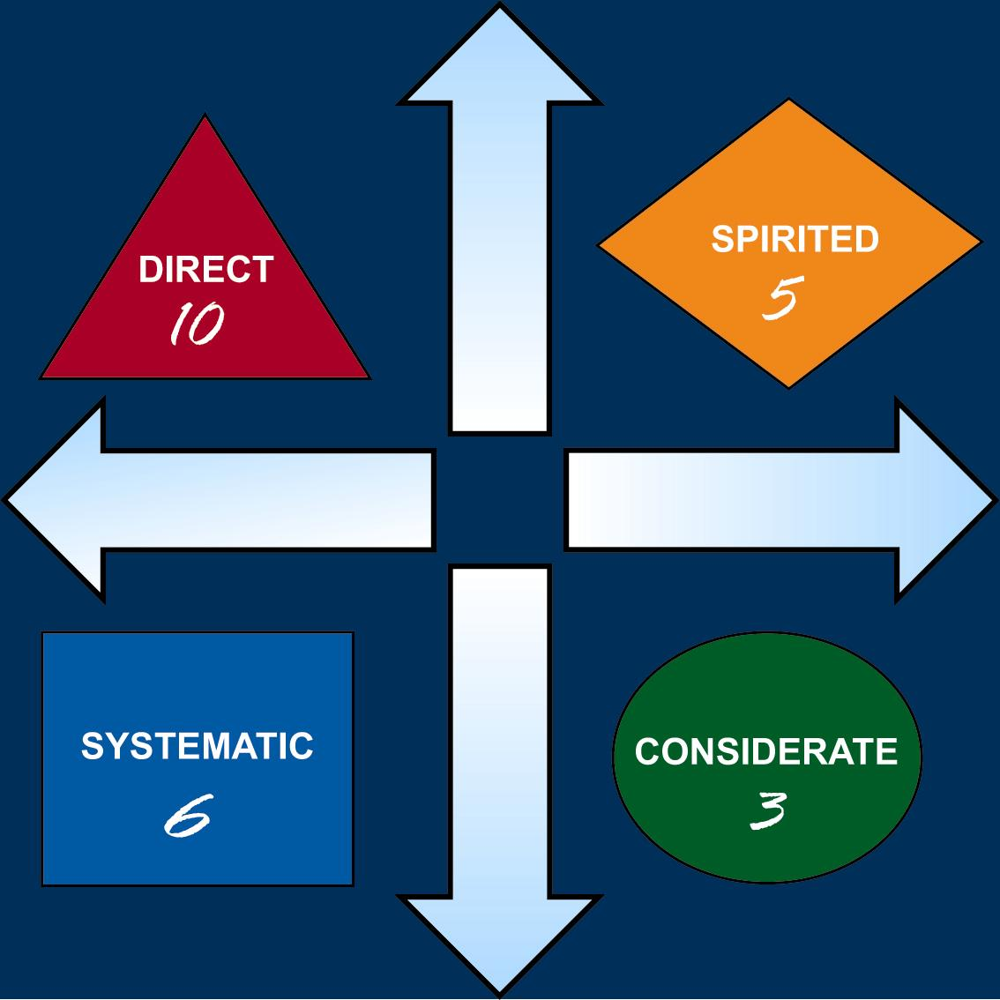 DIRECT
10
SPIRITED
5
SYSTEMATIC
6
CONSIDERATE
3